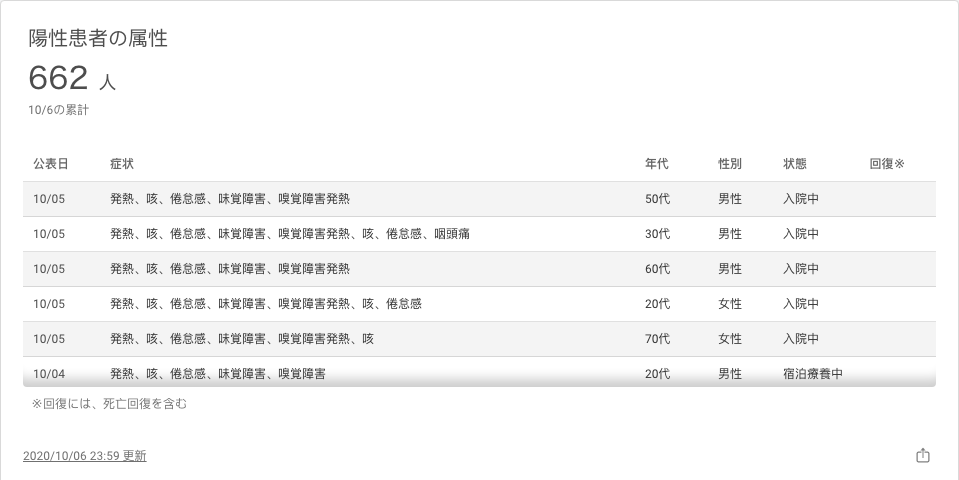 陽性患者の属性
662 人
10/6の累計
公表日 症状 年代 性別 状態 回復※
10/05 発熱、咳、倦怠感、味覚障害、嗅覚障害発熱 50代 男性 入院中
10/05 発熱、咳、倦怠感、味覚障害、嗅覚障害発熱、咳、倦怠感、咽頭痛 30代 男性 入院中
10/05 発熱、咳、倦怠感、味覚障害、嗅覚障害発熱 60代 男性 入院中
10/05 発熱、咳、倦怠感、味覚障害、嗅覚障害発熱、咳、倦怠感 20代 女性 入院中
10/05 発熱、咳、倦怠感、味覚障害、嗅覚障害発熱、咳 70代 女性 入院中
10/04 発熱、咳、倦怠感、味覚障害、嗅覚障害 20代 男性 宿泊療養中
※回復には、死亡回復を含む
2020/10/06 23:59 更新